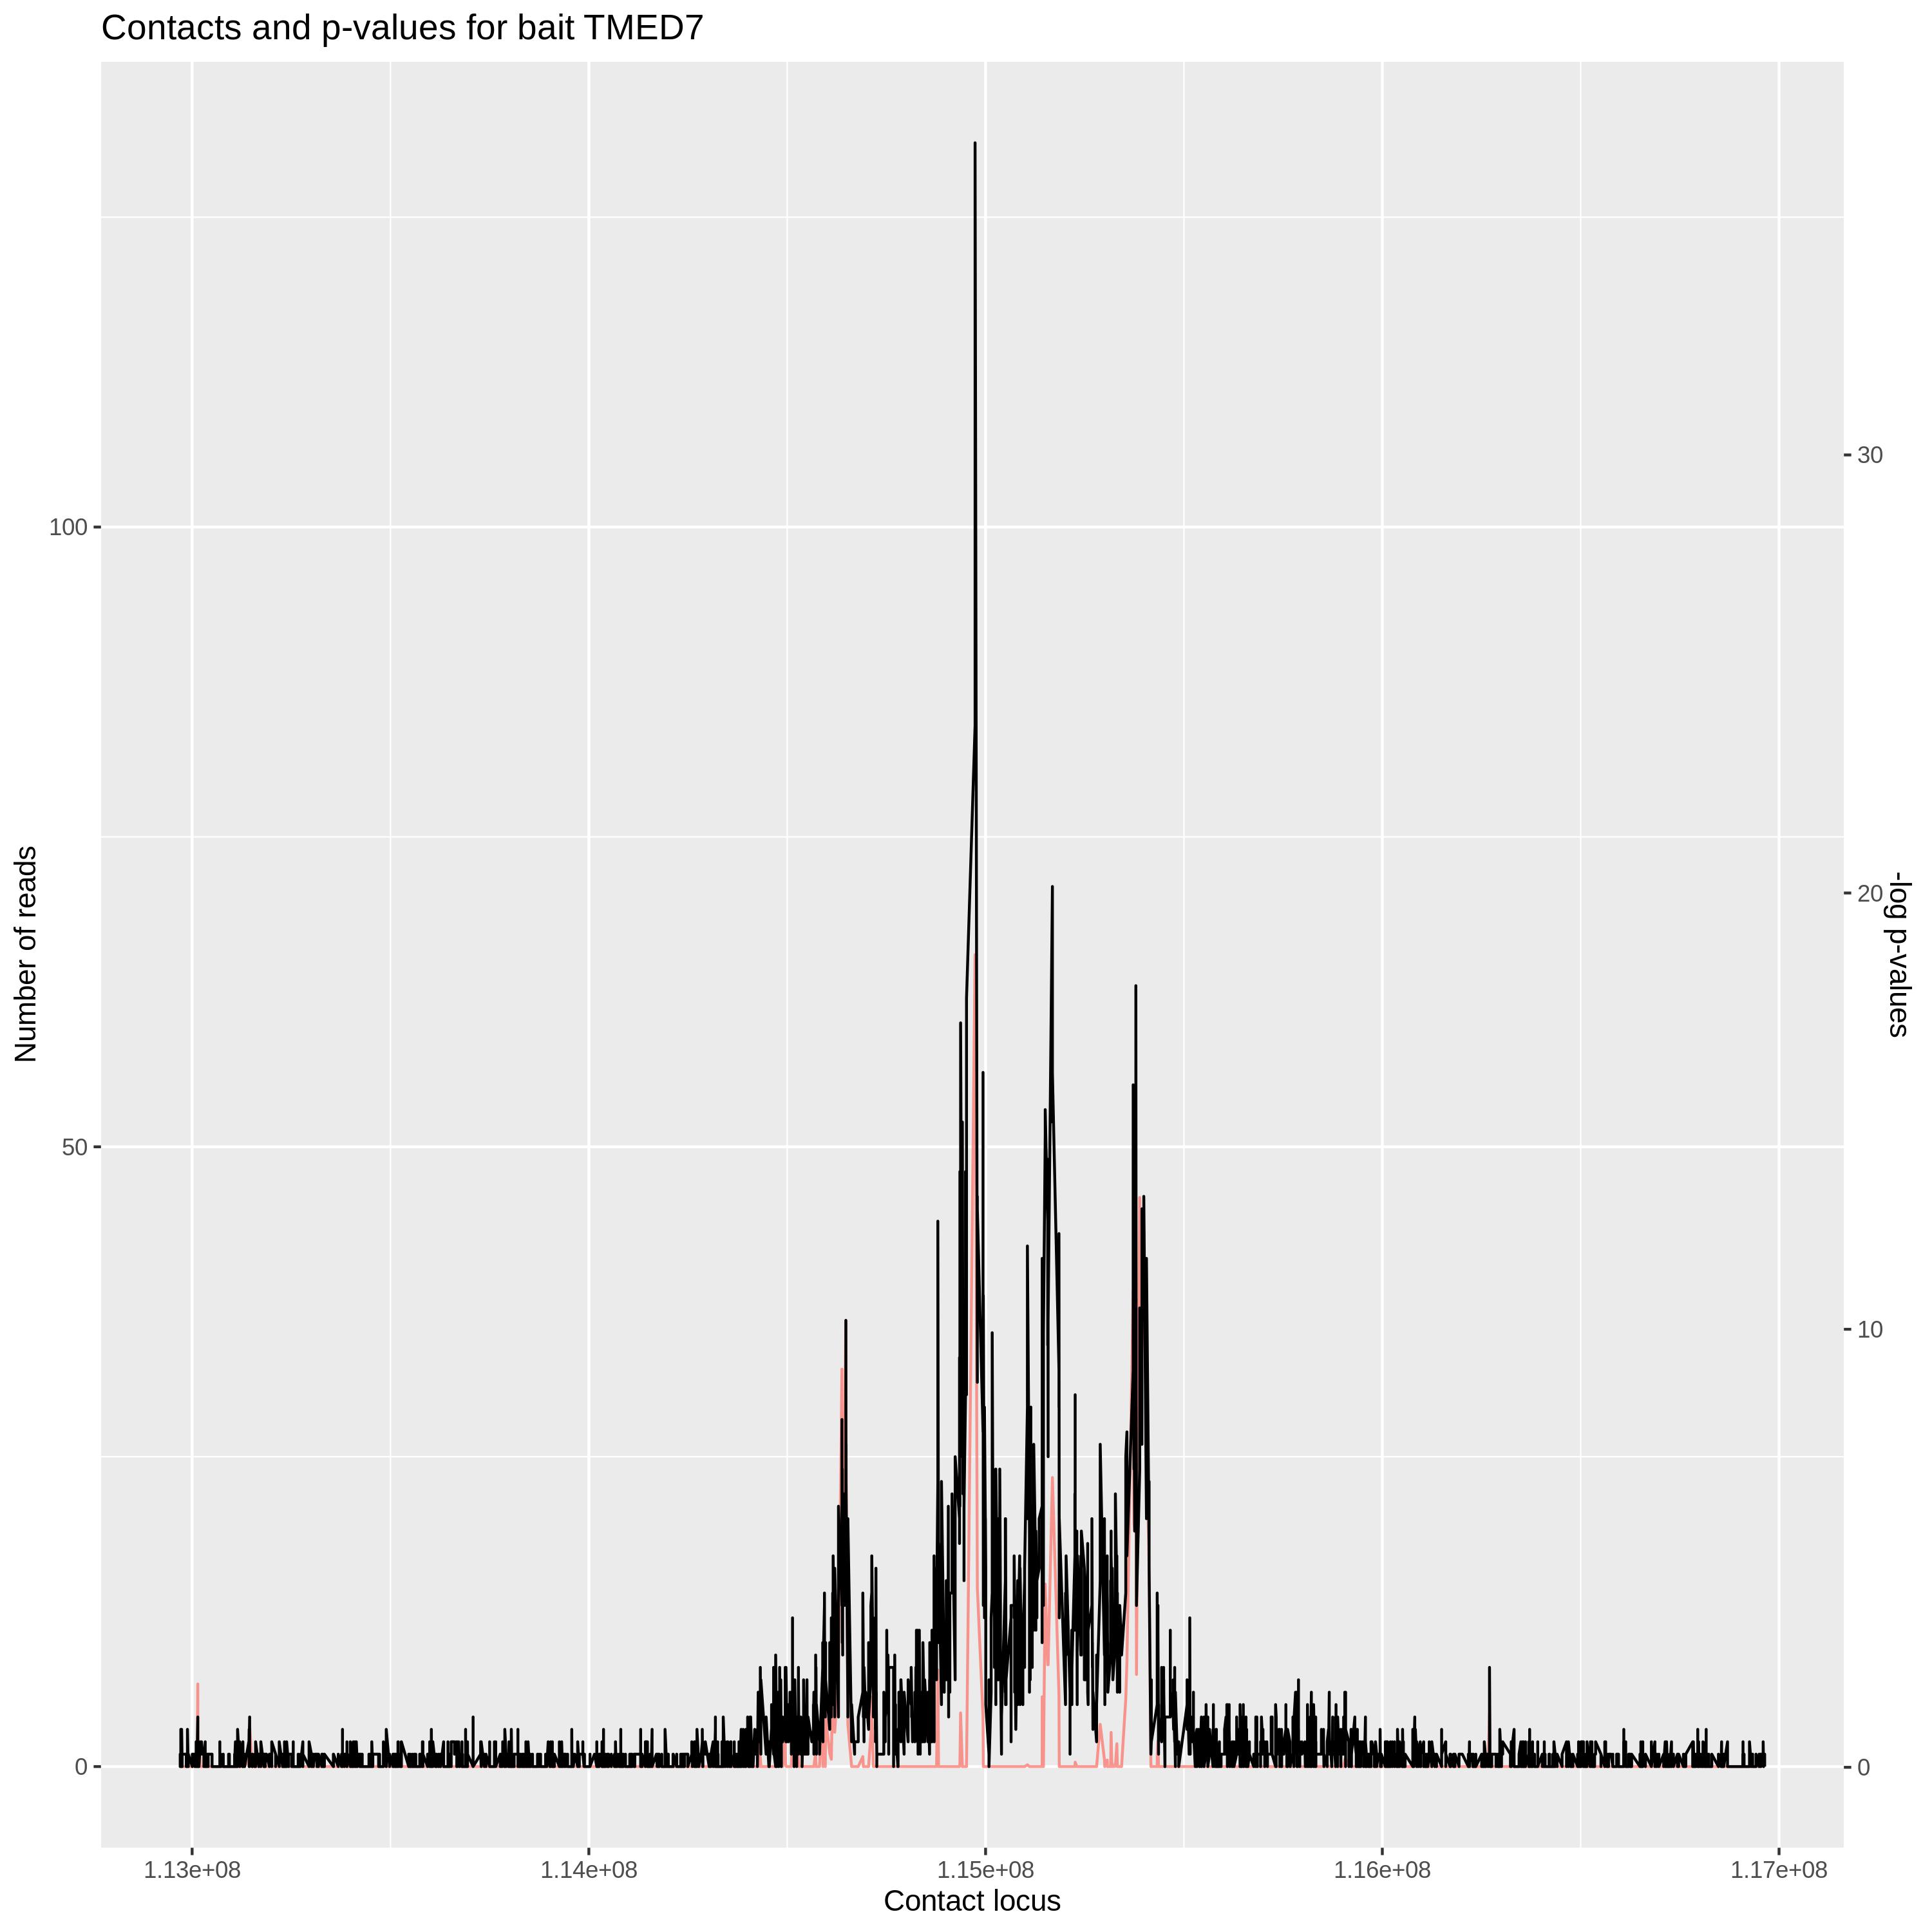 Contacts and p-values for bait TMED7
Number of reads
100
50
0
30
20
10
0
-log p-values
1.13e+08
1.14e+08
1.15e+08
1.16e+08
1.17e+08
Contact locus